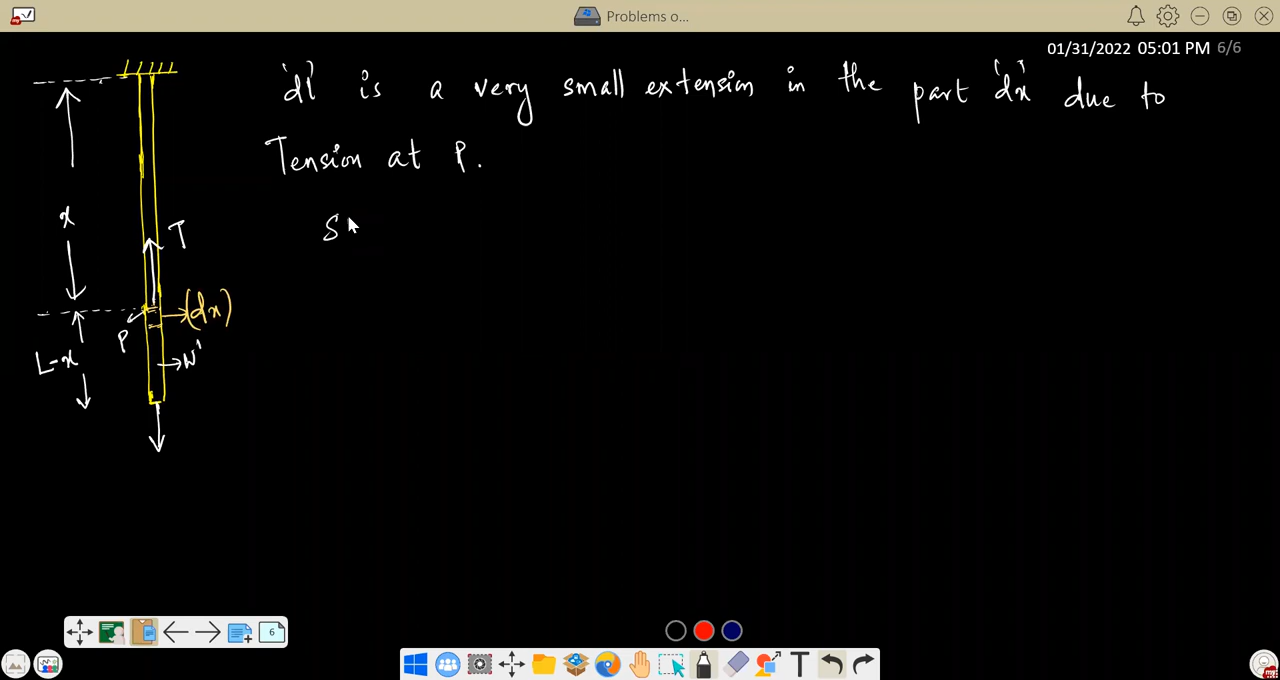 Problems o...
01/31/2022 05:01 PM 6/6
'dl' is a very small extension in the part 'dx' due to
Tension at P.
S
x
T
(dx)
P
L-x
W'
6
T